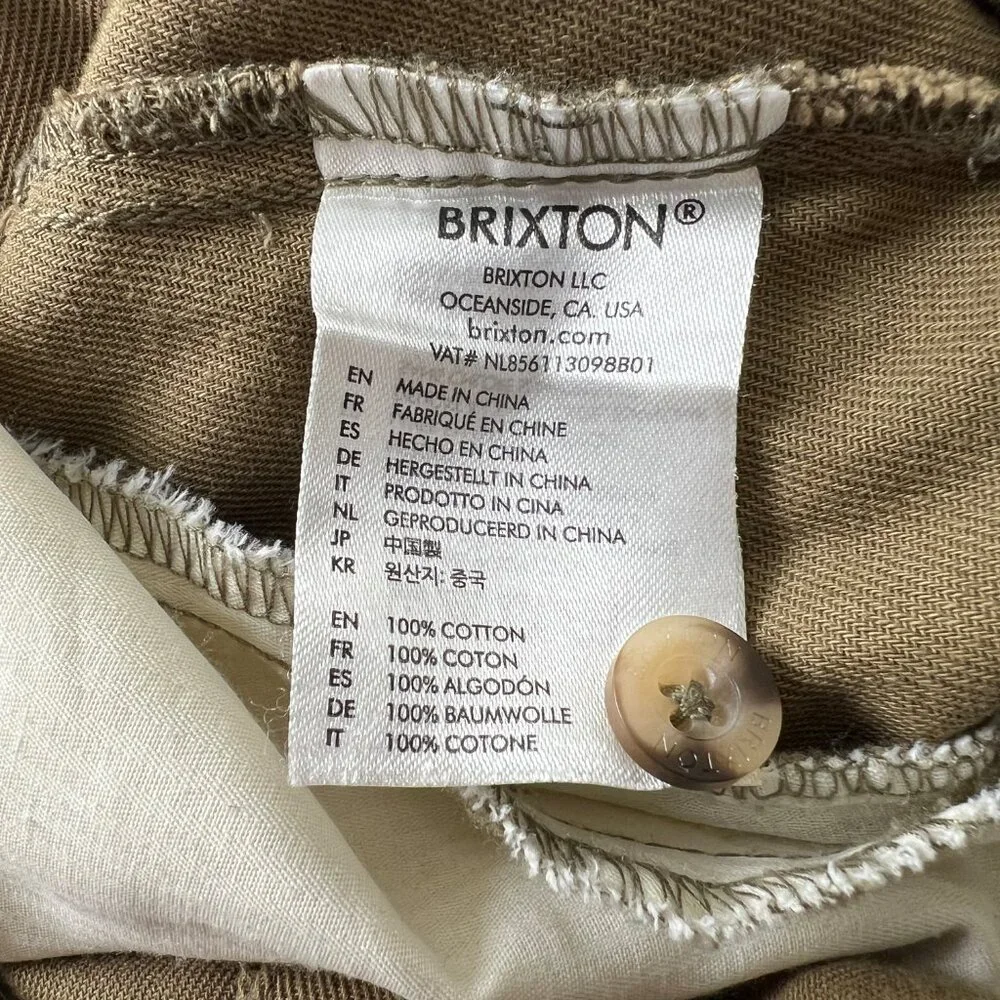 BRIXTON®
BRIXTON LLC
OCEANSIDE, CA. USA
brixton.com
VAT# NL856113098B01
EN MADE IN CHINA
FR FABRIQUÉ EN CHINE
ES HECHO EN CHINA
DE HERGESTELLT IN CHINA
IT PRODOTTO IN CINA
NL GEPRODUCEERD IN CHINA
JP 中国製
KR 원산지: 중국
EN 100% COTTON
FR 100% COTON
ES 100% ALGODÓN
DE 100% BAUMWOLLE
IT 100% COTONE